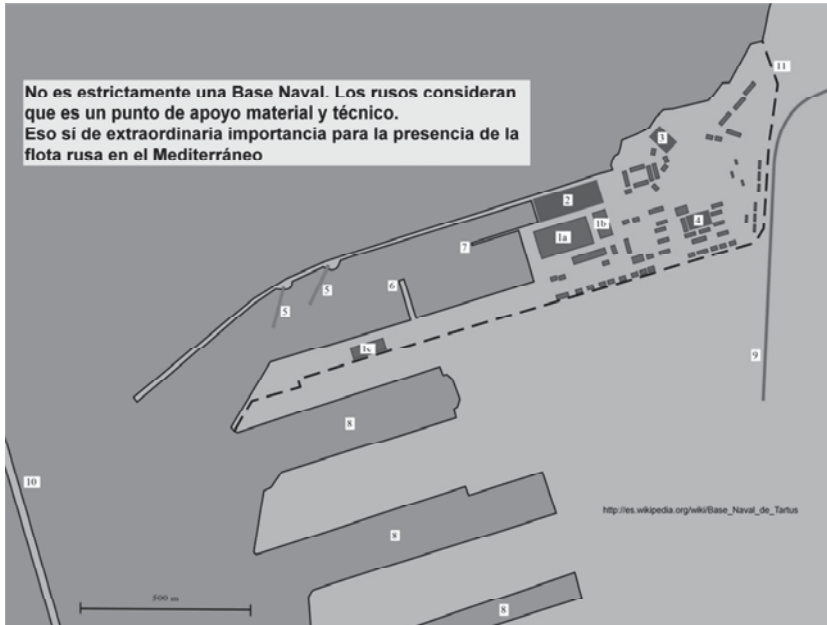 No es estrictamente una Base Naval. Los rusos consideran
que es un punto de apoyo material y técnico.
Eso sí de extraordinaria importancia para la presencia de la
flota rusa en el Mediterráneo
11
3
2
1b
4
1a
7
6
5
5
1c
9
8
10
http://es.wikipedia.org/wiki/Base_Naval_de_Tartus
8
500 m
8